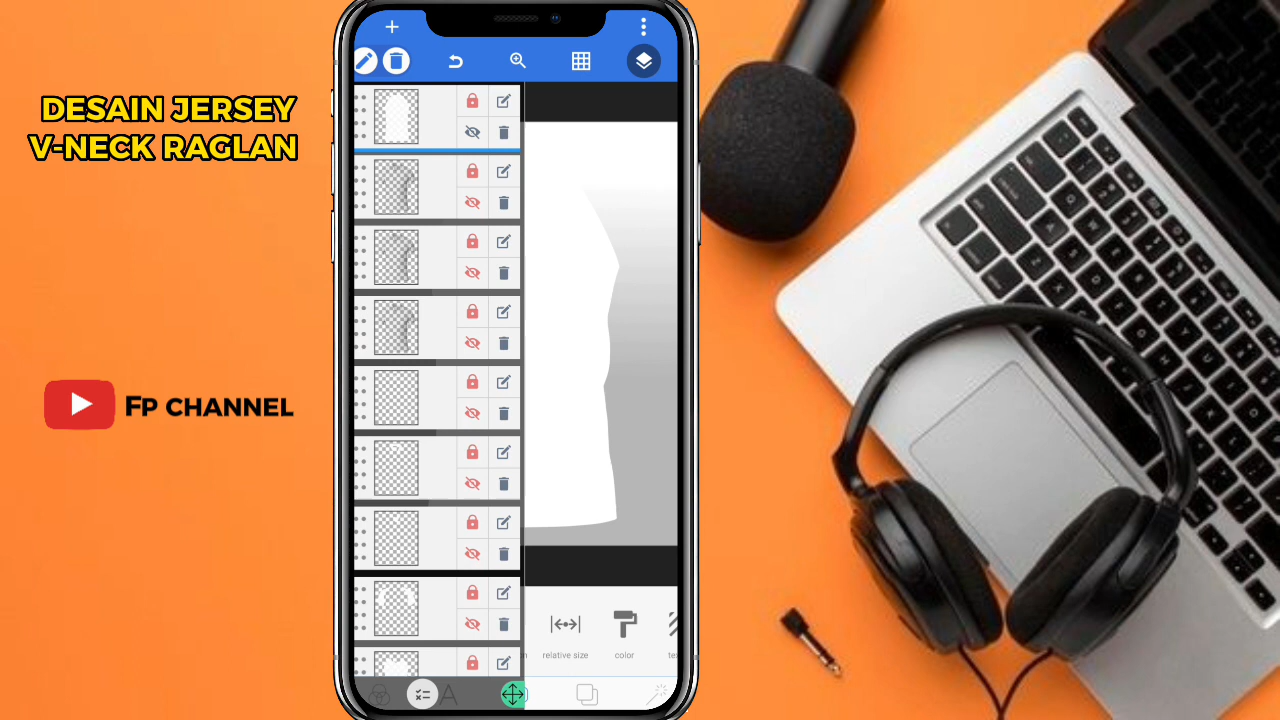 DESAIN JERSEY
V-NECK RAGLAN
FP CHANNEL
relative size
color